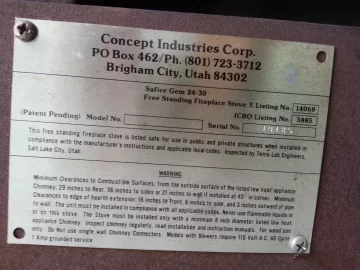 Concept Industries Corp.
PO Box 462/Ph. (801) 723-3712
Brigham City, Utah 84302
Safire Gem 24-30
Free Standing Fireplace Stove T. Listing No. 14069
ICBO Listing No. 3885
(Patent Pending) Model No.
Serial No.
This free standing fireplace stove is listed safe for use in public and private structures when installed in
compliance with the manufacturer's instructions and applicable local codes. Inspected by Terra-Lab Engineers,
Salt Lake City, Utah.
WARNING
Minimum Clearances to Combustible Surfaces: from the outside surface of the listed low heat appliance
Chimney; 29 inches to Rear, 36 inches to sides or 21 inches to wall if installed at 45° in corner. Minimum
Clearances to edge of hearth extension: 16 inches to Front, 8 inches, to side, and 5 inches outward of pipe
to wall. The unit must be installed in compliance with all applicable codes. Never use flammable liquids in
or on this stove. The Stove must be installed only with a minimum 8 inch diameter listed low heat
appliance Chimney. Inspect chimney regularly, read installation and instruction manuals. For wood use
only. Do not use single wall Chimney Connectors. Models with Blowers require 115 Volt A.C. 60 Cycle
1 Amp grounded service